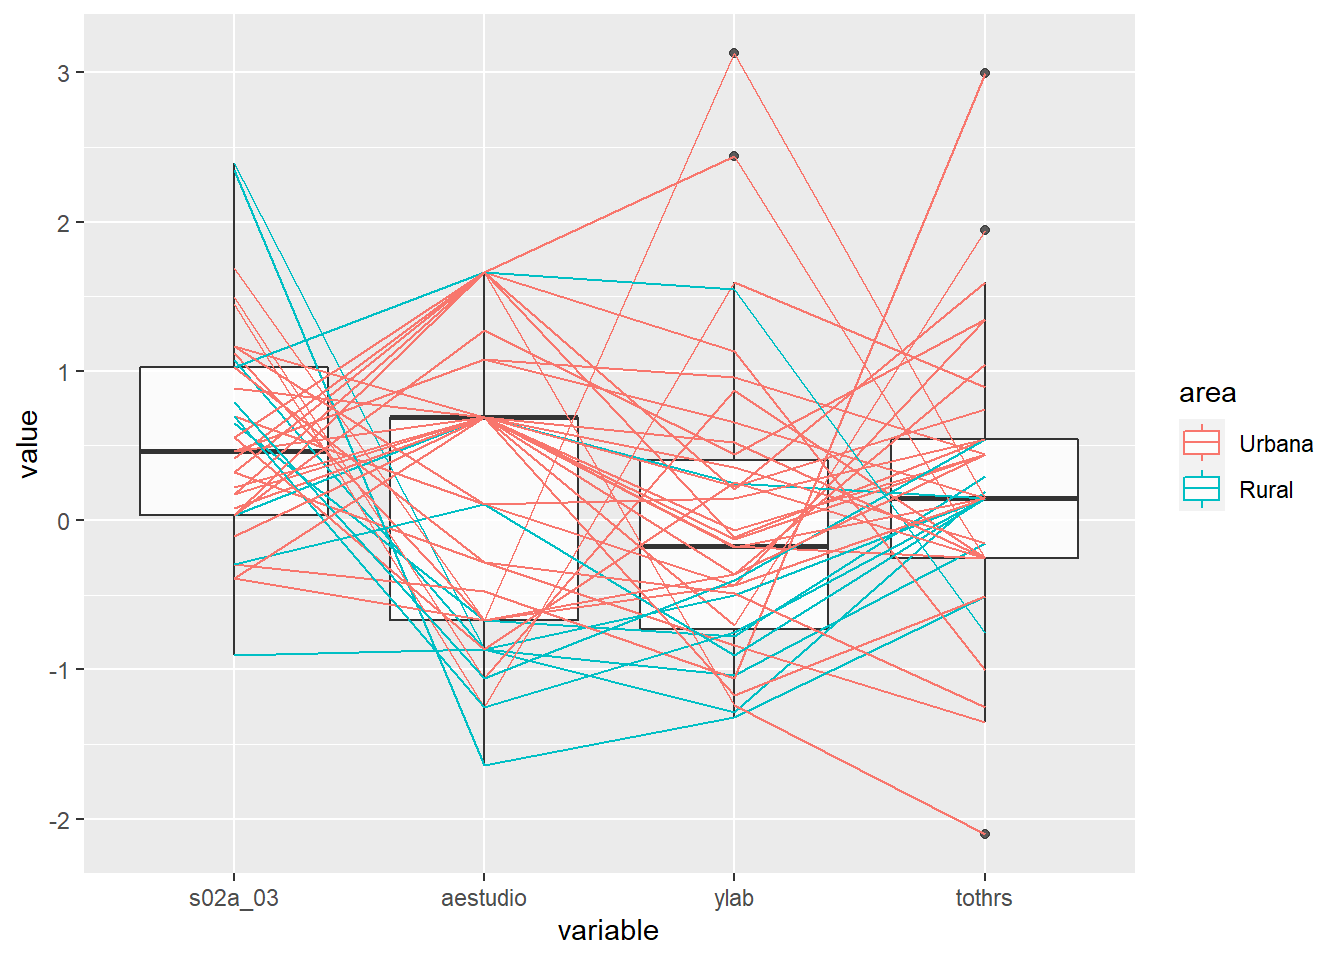 3
2
1
0
-1
-2
value
s02a_03 aestudio ylab tothrs
variable
area
Urbana
Rural